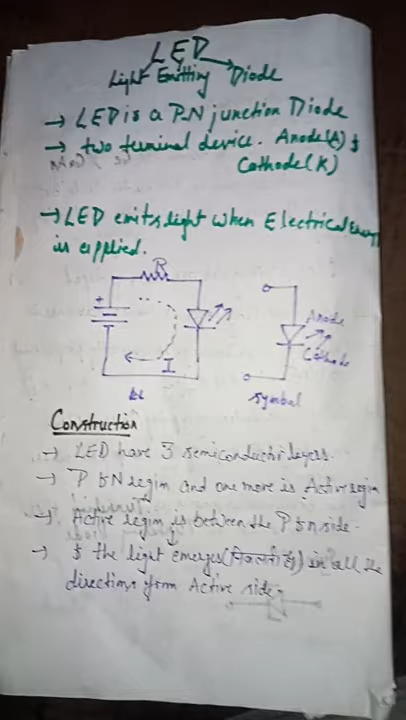 LED
Light Emitting Diode
→ LED is a PN junction Diode
→ two terminal device. Anode(A) &
Cathode(K)
→ LED emits light when Electrical Energy
is applied.
R
+
I
Anode
Cathode
symbol
Construction
→ LED have 3 semiconductor layers.
→ P & N region and one more is Active region
→ Active region is between the P & n side.
→ & the light emerges(निकलती है) in all the
directions from Active side.